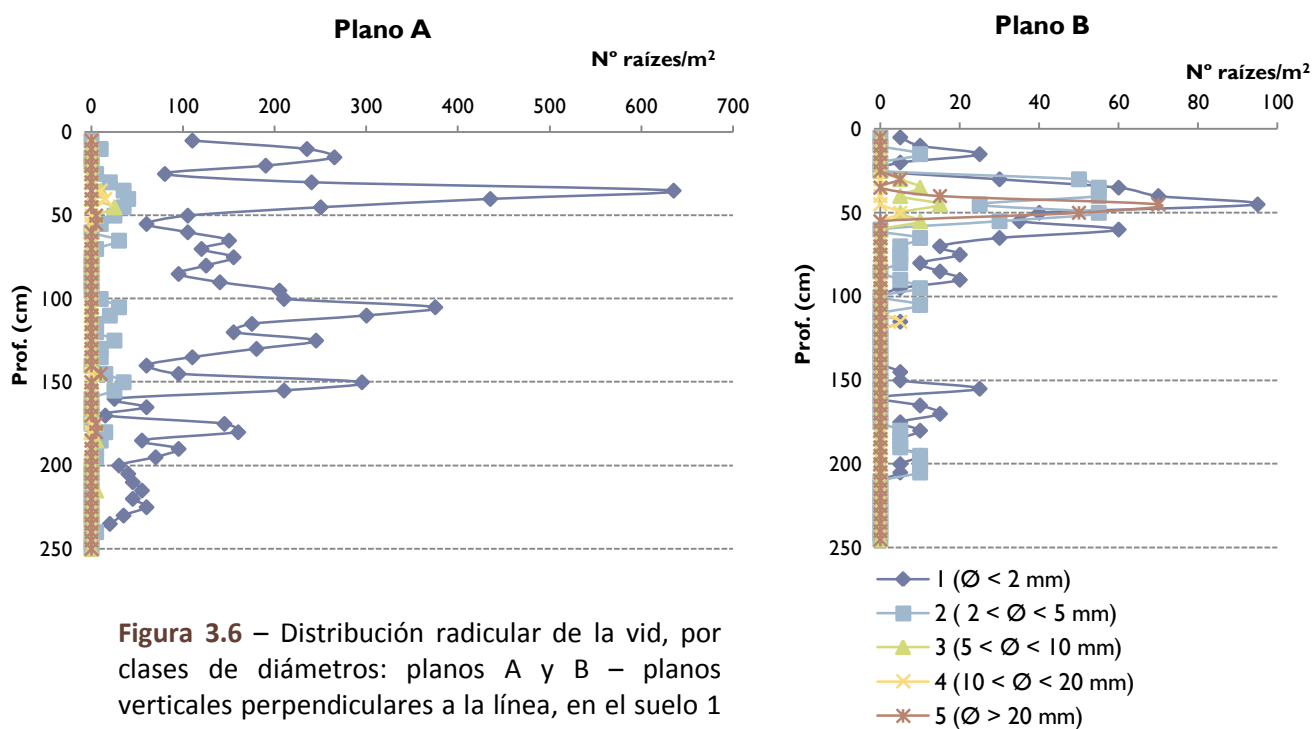 Plano A
Nº raízes/m²
0 100 200 300 400 500 600 700
0
50
100
150
200
250
Prof. (cm)
Plano B
Nº raízes/m²
0 20 40 60 80 100
0
50
100
150
200
250
Prof. (cm)
1 (Ø < 2 mm)
2 ( 2 < Ø < 5 mm)
3 (5 < Ø < 10 mm)
4 (10 < Ø < 20 mm)
5 (Ø > 20 mm)
Figura 3.6 – Distribución radicular de la vid, por
clases de diámetros: planos A y B – planos
verticales perpendiculares a la línea, en el suelo 1